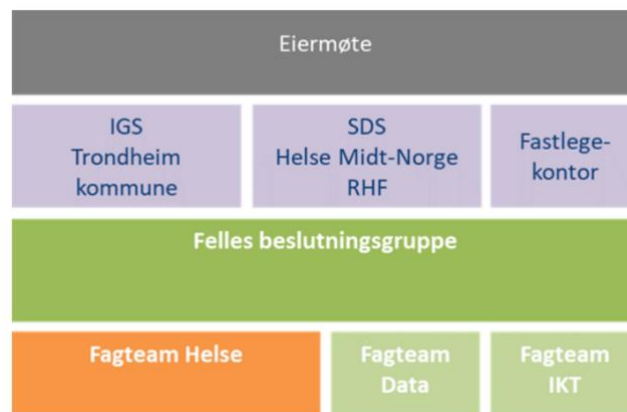 Eiermøte
IGS
Trondheim
kommune
SDS
Helse Midt-Norge
RHF
Fastlege-
kontor
Felles beslutningsgruppe
Fagteam Helse
Fagteam
Data
Fagteam
IKT